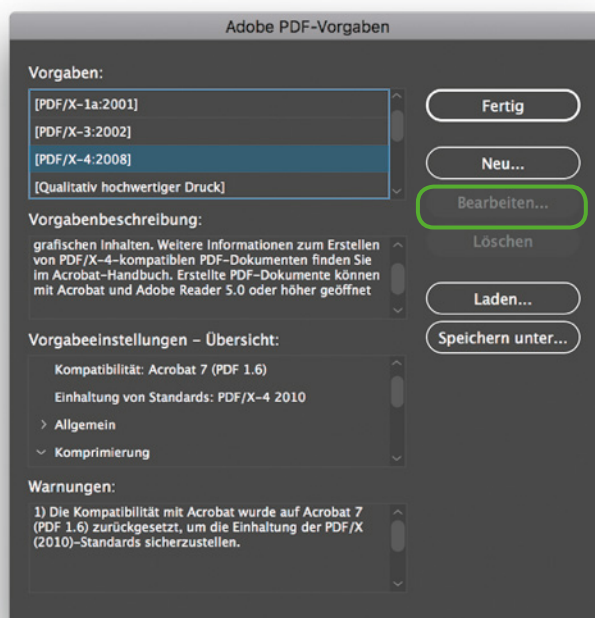 Adobe PDF-Vorgaben
Vorgaben:
[PDF/X-1a:2001]
[PDF/X-3:2002]
[PDF/X-4:2008]
[Qualitativ hochwertiger Druck]
Fertig
Neu...
Bearbeiten...
Löschen
Laden...
Speichern unter...
Vorgabenbeschreibung:
grafischen Inhalten. Weitere Informationen zum Erstellen
von PDF/X-4-kompatiblen PDF-Dokumenten finden Sie
im Acrobat-Handbuch. Erstellte PDF-Dokumente können
mit Acrobat und Adobe Reader 5.0 oder höher geöffnet
Vorgabeeinstellungen – Übersicht:
Kompatibilität: Acrobat 7 (PDF 1.6)
Einhaltung von Standards: PDF/X-4 2010
Allgemein
Komprimierung
Warnungen:
1) Die Kompatibilität mit Acrobat wurde auf Acrobat 7
(PDF 1.6) zurückgesetzt, um die Einhaltung der PDF/X
(2010)-Standards sicherzustellen.